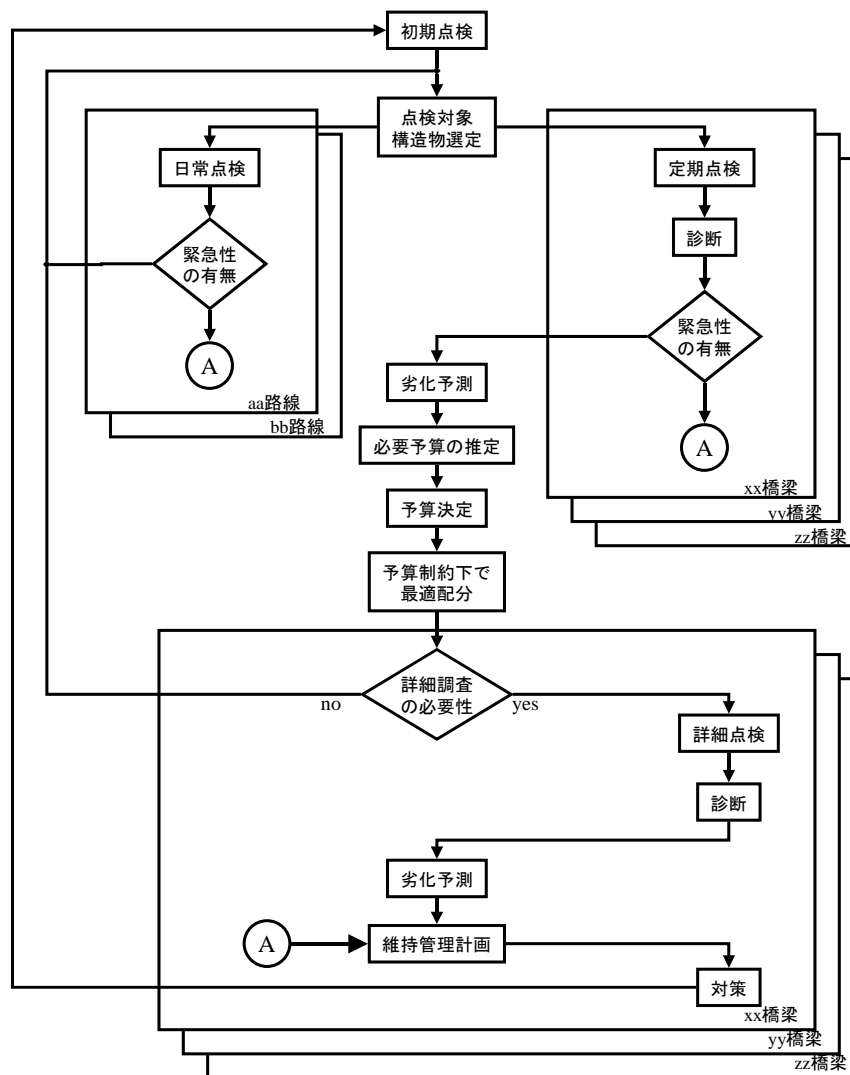 初期点検
点検対象
構造物選定
日常点検
緊急性
の有無
A
aa路線
bb路線
定期点検
診断
緊急性
の有無
A
xx橋梁
yy橋梁
zz橋梁
劣化予測
必要予算の推定
予算決定
予算制約下で
最適配分
詳細調査
の必要性
no
yes
詳細点検
診断
劣化予測
A
維持管理計画
対策
xx橋梁
yy橋梁
zz橋梁